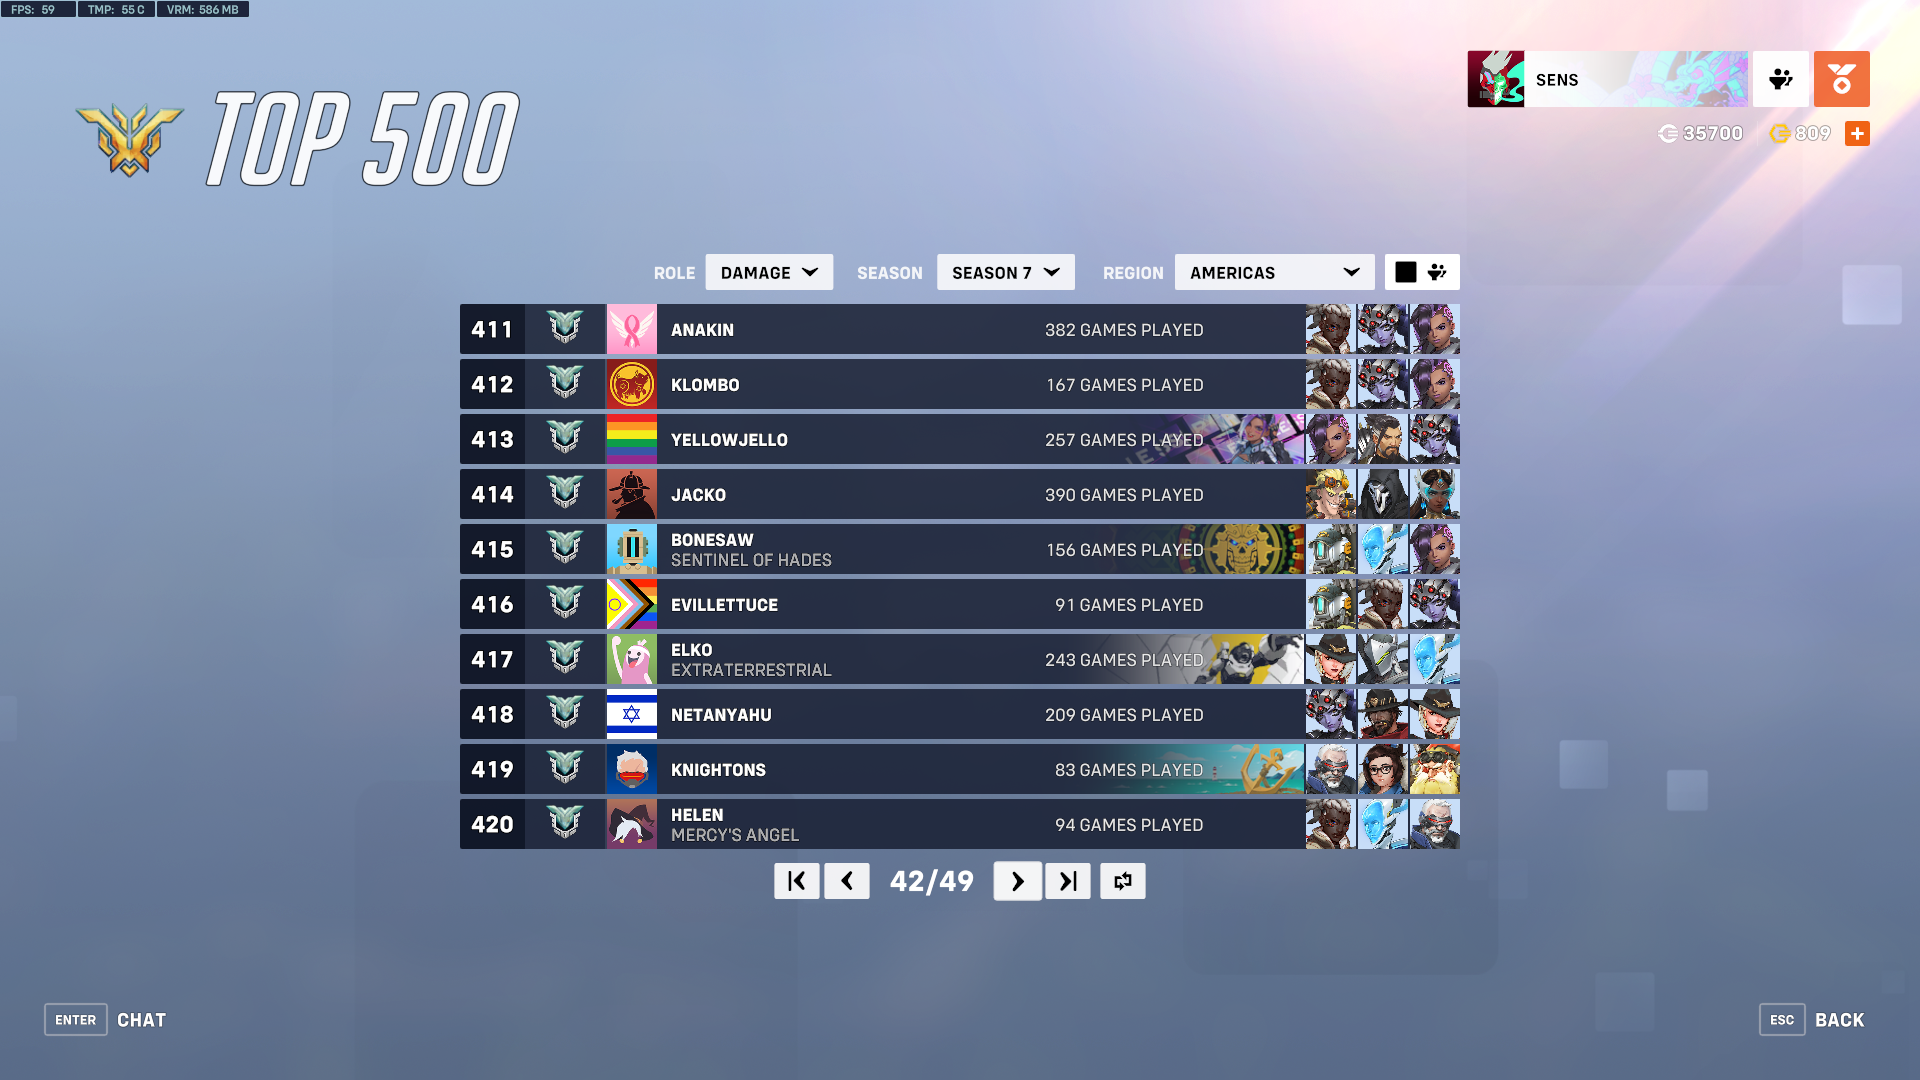 FPS: 59 TMP: 55 C VRM: 586 MB
TOP 500
SENS
35700 809
ROLE DAMAGE SEASON SEASON 7 REGION AMERICAS
411 ANAKIN 382 GAMES PLAYED
412 KLOMBO 167 GAMES PLAYED
413 YELLOWJELLO 257 GAMES PLAYED
414 JACKO 390 GAMES PLAYED
415 BONESAW 156 GAMES PLAYED
SENTINEL OF HADES
416 EVILLETTUCE 91 GAMES PLAYED
417 ELKO 243 GAMES PLAYED
EXTRATERRESTRIAL
418 NETANYAHU 209 GAMES PLAYED
419 KNIGHTONS 83 GAMES PLAYED
420 HELEN 94 GAMES PLAYED
MERCY'S ANGEL
42/49
ENTER CHAT
ESC BACK